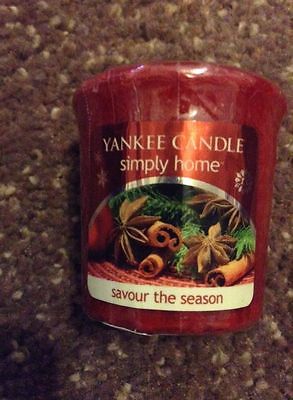 YANKEE CANDLE
simply home
savour the season